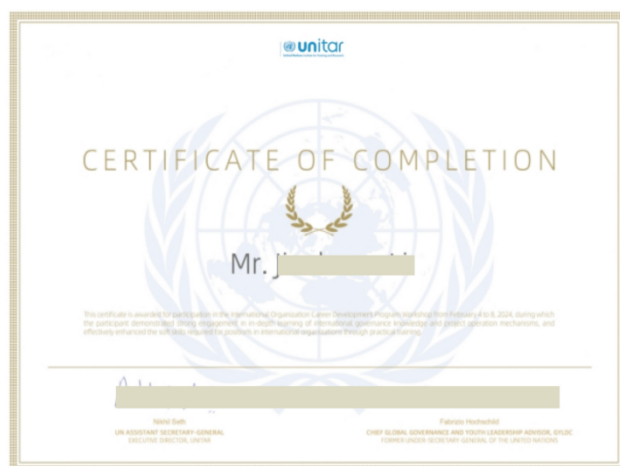 unitar
CERTIFICATE OF COMPLETION
Mr.
This certificate is awarded for participation in the International Organization Career Development Program workshop from February 4 to 8, 2024, during which
the participant demonstrated strong engagement in in-depth learning of international governance knowledge and project operation mechanisms, and
effectively enhanced the soft skills required for positions in international organizations through practical training.
Nikhil Seth Fabrizio Hochschild
UN ASSISTANT SECRETARY-GENERAL CHIEF GLOBAL GOVERNANCE AND YOUTH LEADERSHIP ADVISOR, GYLDC
EXECUTIVE DIRECTOR, UNITAR FORMER UNDER-SECRETARY-GENERAL OF THE UNITED NATIONS